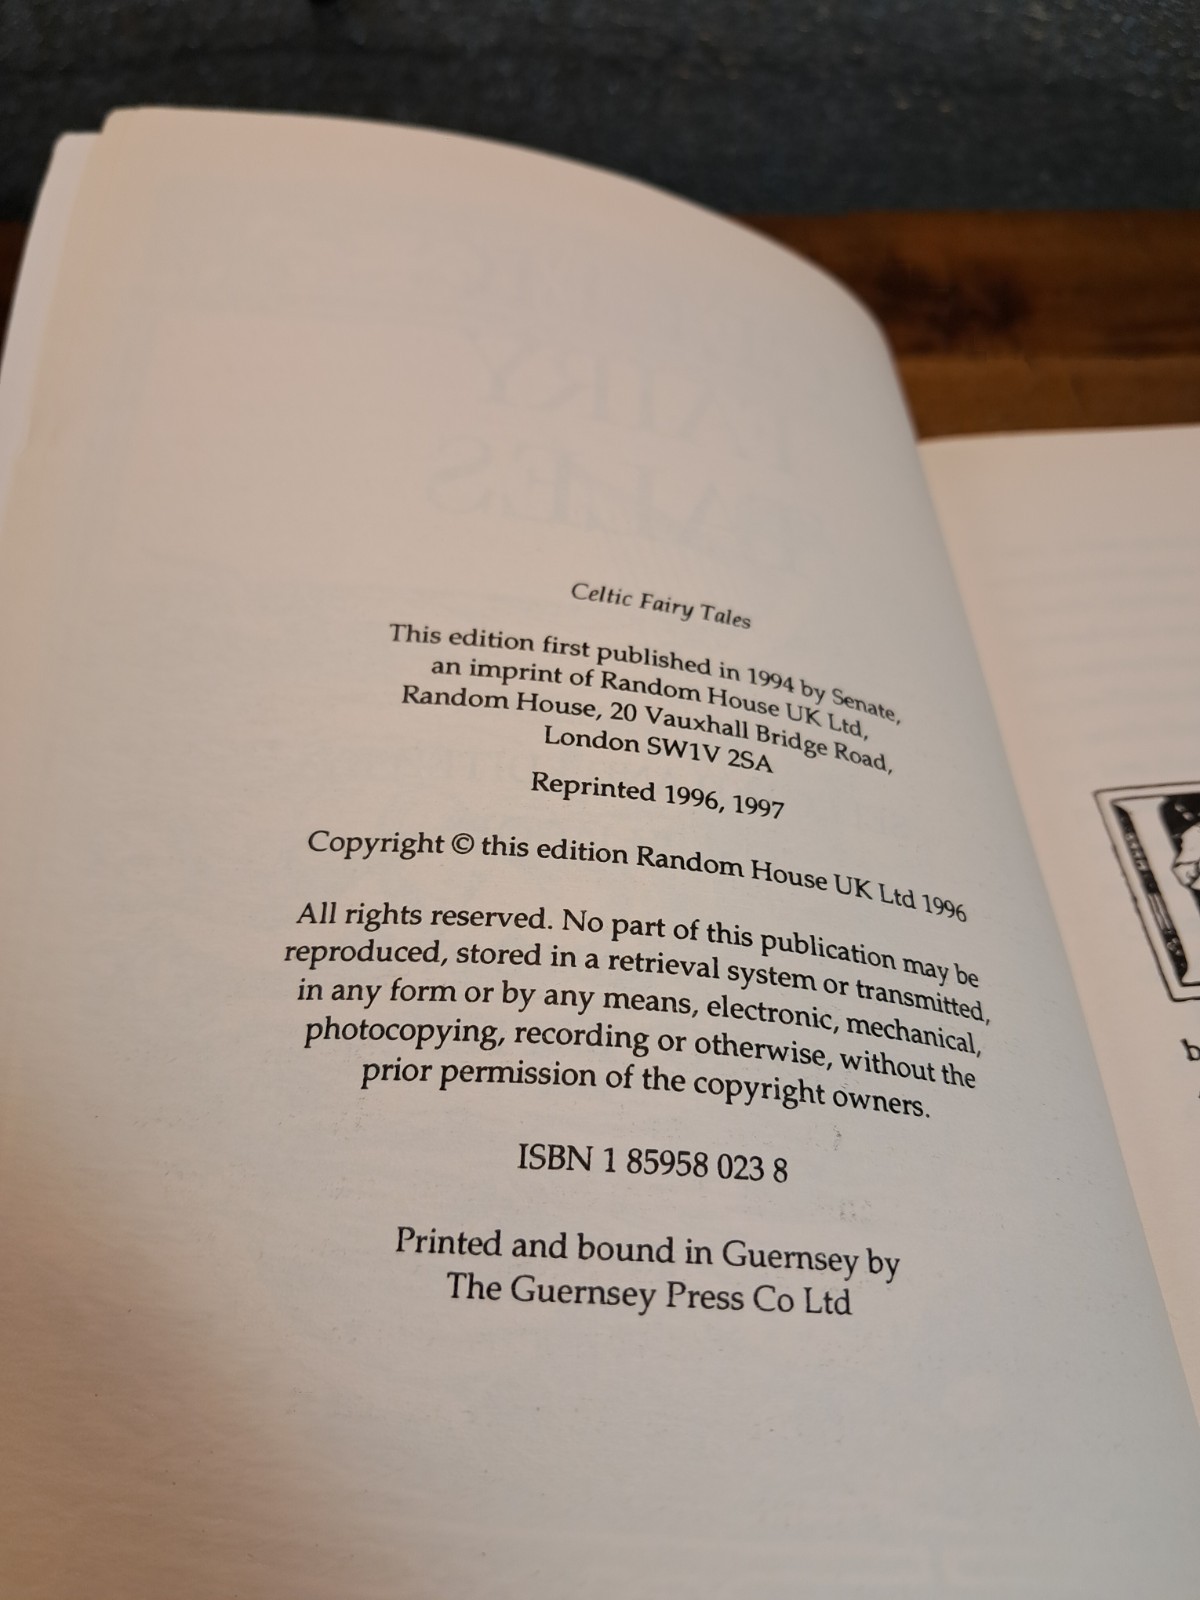 Celtic Fairy Tales
This edition first published in 1994 by Senate,
an imprint of Random House UK Ltd,
Random House, 20 Vauxhall Bridge Road,
London SW1V 2SA
Reprinted 1996, 1997
Copyright © this edition Random House UK Ltd 1996
All rights reserved. No part of this publication may be
reproduced, stored in a retrieval system or transmitted,
in any form or by any means, electronic, mechanical,
photocopying, recording or otherwise, without the
prior permission of the copyright owners.
ISBN 1 85958 023 8
Printed and bound in Guernsey by
The Guernsey Press Co Ltd